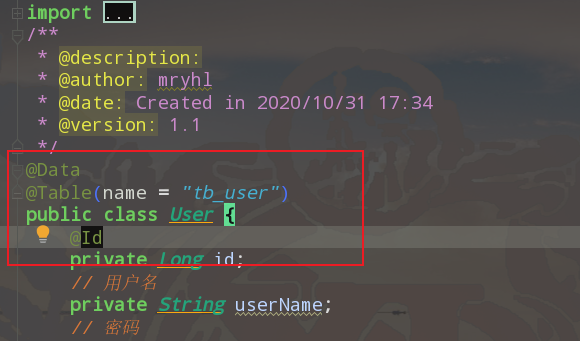 import ...
/**
 * @description:
 * @author: mryhl
 * @date: Created in 2020/10/31 17:34
 * @version: 1.1
 */
@Data
@Table(name = "tb_user")
public class User {
@Id
private Long id;
// 用户名
private String userName;
// 密码